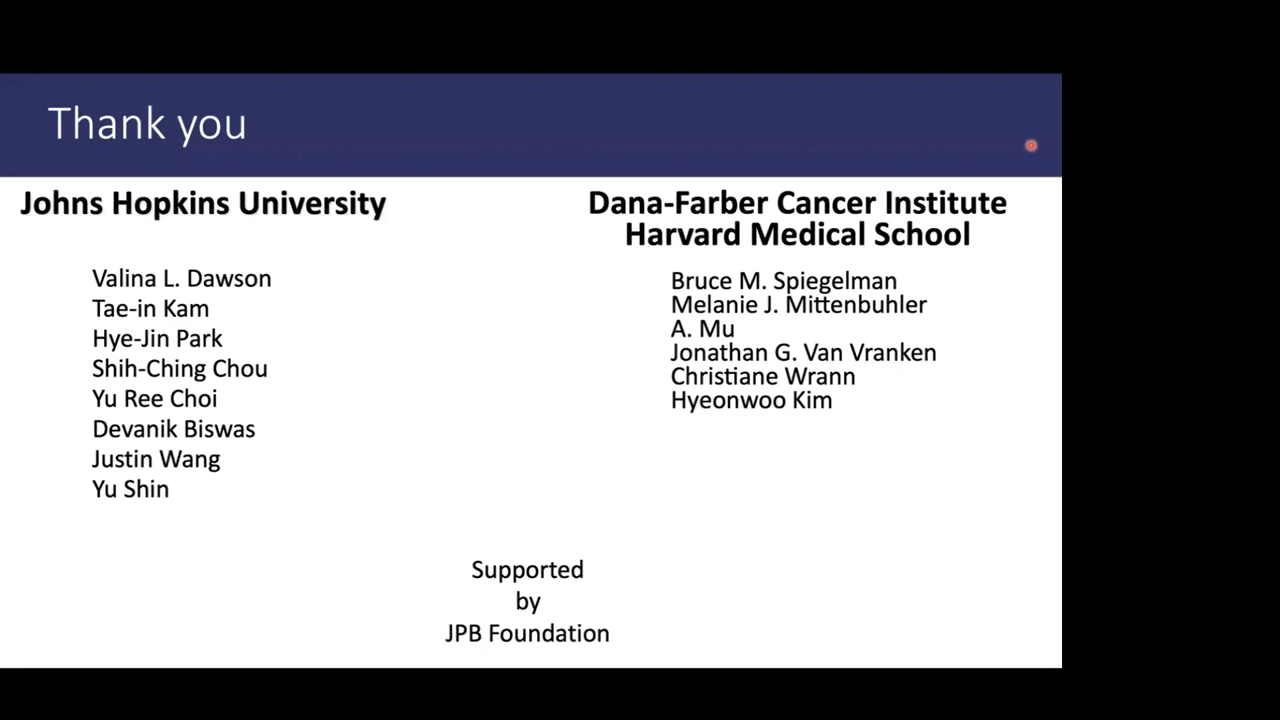 Thank you
Johns Hopkins University
Valina L. Dawson
Tae-in Kam
Hye-Jin Park
Shih-Ching Chou
Yu Ree Choi
Devanik Biswas
Justin Wang
Yu Shin
Dana-Farber Cancer Institute
Harvard Medical School
Bruce M. Spiegelman
Melanie J. Mittenbuhler
A. Mu
Jonathan G. Van Vranken
Christiane Wrann
Hyeonwoo Kim
Supported
by
JPB Foundation